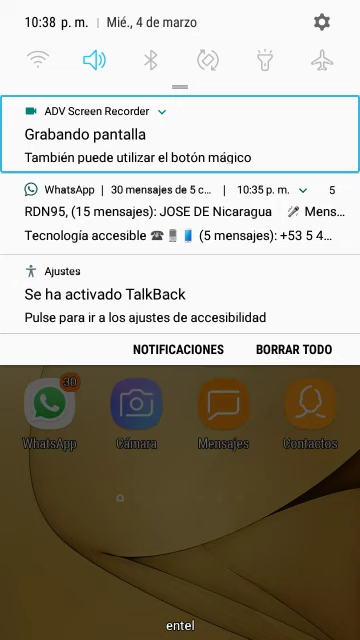 10:38 p. m. | Mié., 4 de marzo
ADV Screen Recorder
Grabando pantalla
También puede utilizar el botón mágico
WhatsApp | 30 mensajes de 5 c... | 10:35 p. m. 5
RDN95, (15 mensajes): JOSE DE Nicaragua 🎤 Mens...
Tecnología accesible ☎📱📱 (5 mensajes): +53 5 4...
Ajustes
Se ha activado TalkBack
Pulse para ir a los ajustes de accesibilidad
NOTIFICACIONES BORRAR TODO
30
WhatsApp Cámara Mensajes Contactos
entel